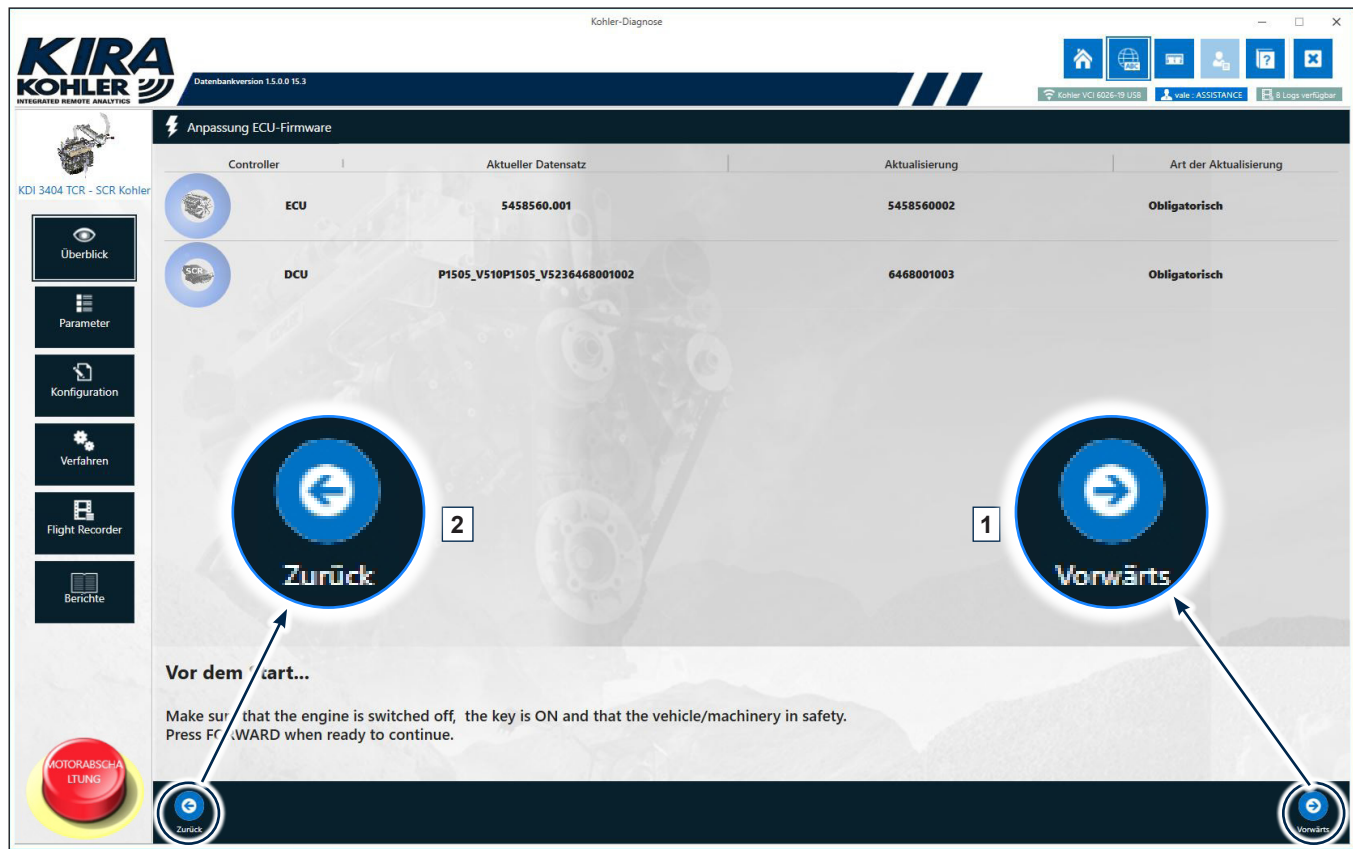 Kohler-Diagnose
KIRA
KOHLER
INTEGRATED REMOTE ANALYTICS
Datenbankversion 1.5.0.0 15.3
ABC
Kohler VCI 6026-19 USB
vale : ASSISTANCE
8 Logs verfügbar
Anpassung ECU-Firmware
KDI 3404 TCR - SCR Kohler
Controller Aktueller Datensatz Aktualisierung Art der Aktualisierung
ECU 5458560.001 5458560002 Obligatorisch
SCR DCU P1505_V510P1505_V5236468001002 6468001003 Obligatorisch
Überblick
Parameter
Konfiguration
Verfahren
Flight Recorder
Berichte
Zurück
2
1
Vorwärts
Vor dem Start...
Make sure that the engine is switched off, the key is ON and that the vehicle/machinery in safety.
Press FORWARD when ready to continue.
MOTORABSCHA
LTUNG
Zurück
Vorwärts